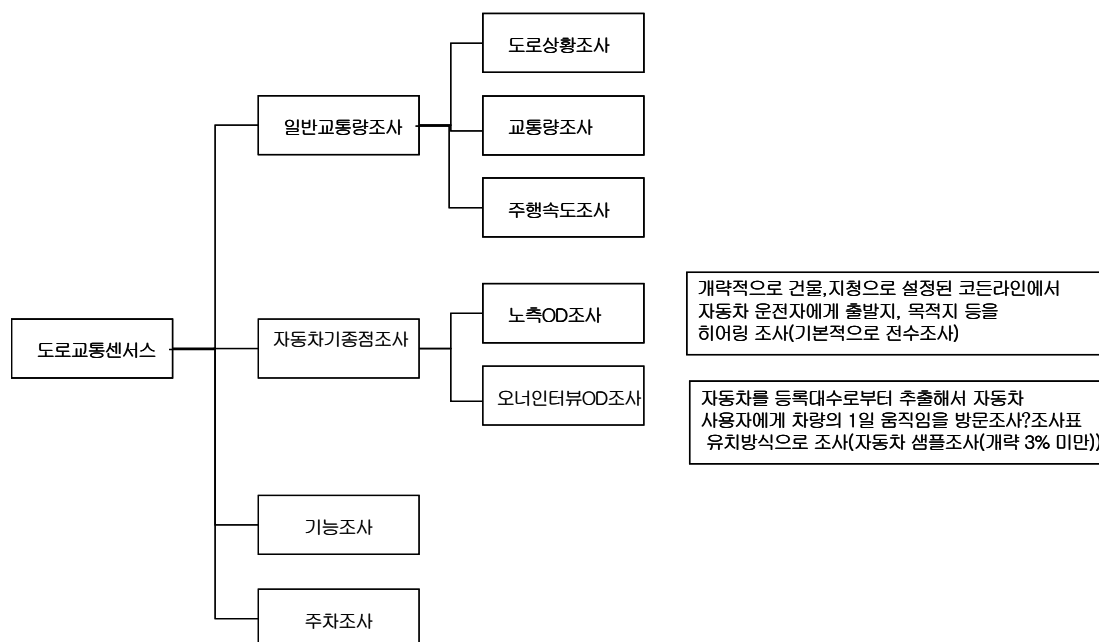 도로상황조사
일반교통량조사
교통량조사
주행속도조사
도로교통센서스
자동차기종점조사
노측OD조사
개략적으로 건물,지청으로 설정된 코든라인에서
자동차 운전자에게 출발지, 목적지 등을
히어링 조사(기본적으로 전수조사)
오너인터뷰OD조사
자동차를 등록대수로부터 추출해서 자동차
사용자에게 차량의 1일 움직임을 방문조사?조사표
유치방식으로 조사(자동차 샘플조사(개략 3% 미만))
기능조사
주차조사